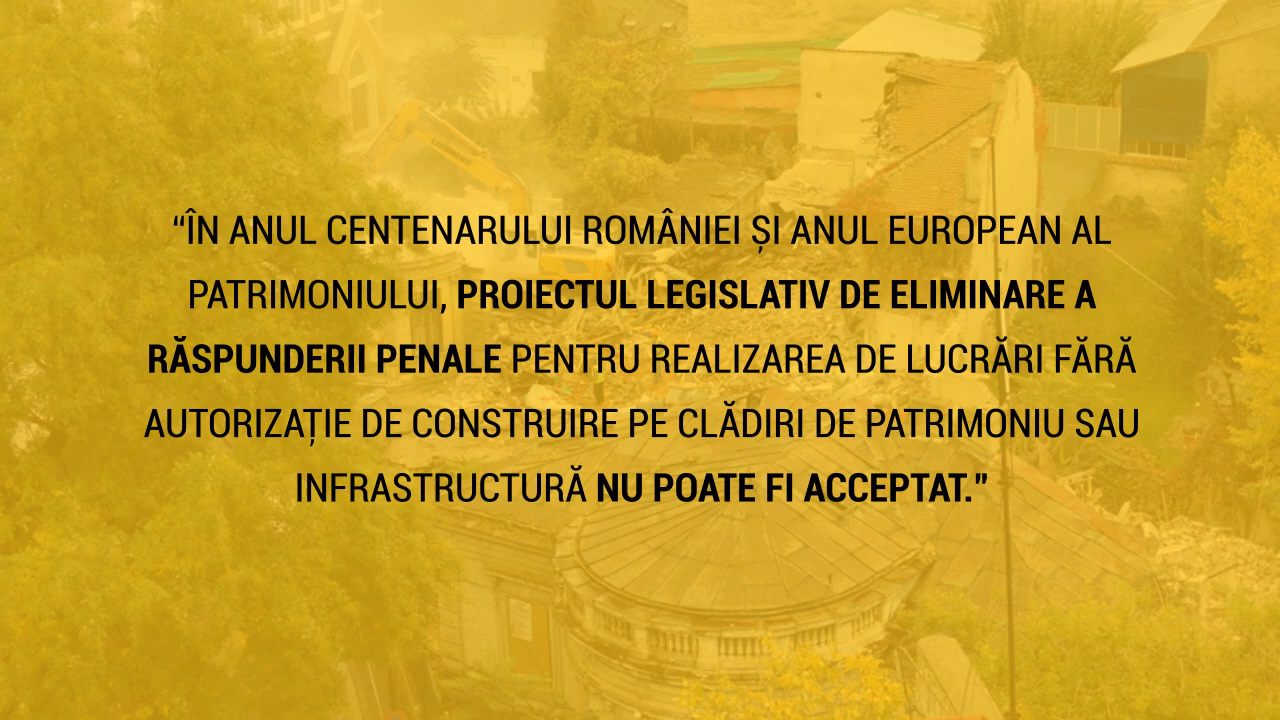 “ÎN ANUL CENTENARULUI ROMÂNIEI ȘI ANUL EUROPEAN AL
PATRIMONIULUI, PROIECTUL LEGISLATIV DE ELIMINARE A
RĂSPUNDERII PENALE PENTRU REALIZAREA DE LUCRĂRI FĂRĂ
AUTORIZAȚIE DE CONSTRUIRE PE CLĂDIRI DE PATRIMONIU SAU
INFRASTRUCTURĂ NU POATE FI ACCEPTAT.”